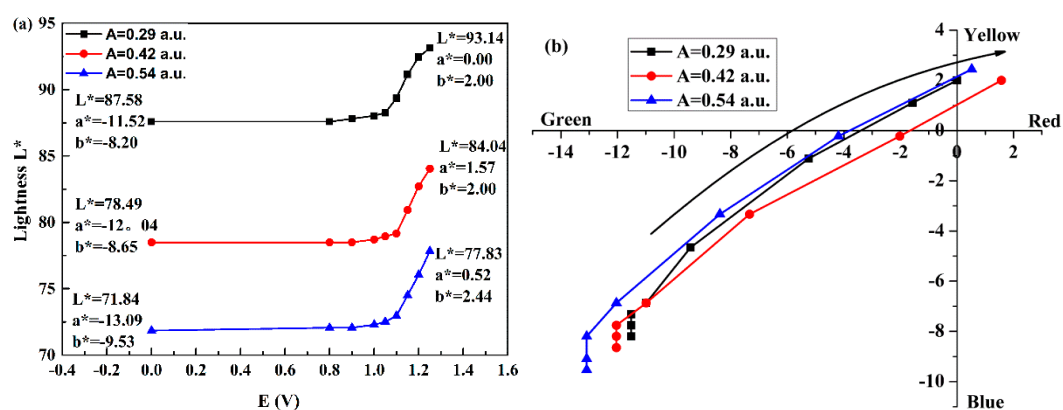 (a)
A=0.29 a.u.
A=0.42 a.u.
A=0.54 a.u.
L*=87.58
a*=-11.52
b*=-8.20
L*=93.14
a*=0.00
b*=2.00
L*=78.49
a*=-12。04
b*=-8.65
L*=84.04
a*=1.57
b*=2.00
L*=71.84
a*=-13.09
b*=-9.53
L*=77.83
a*=0.52
b*=2.44
Lightness L*
95
90
85
80
75
70
-0.4 -0.2 0.0 0.2 0.4 0.6 0.8 1.0 1.2 1.4 1.6
E (V)
(b)
A=0.29 a.u.
A=0.42 a.u.
A=0.54 a.u.
Yellow
Green
Red
Blue
-14 -12 -10 -8 -6 -4 -2 0 2
4
2
0
-2
-4
-6
-8
-10